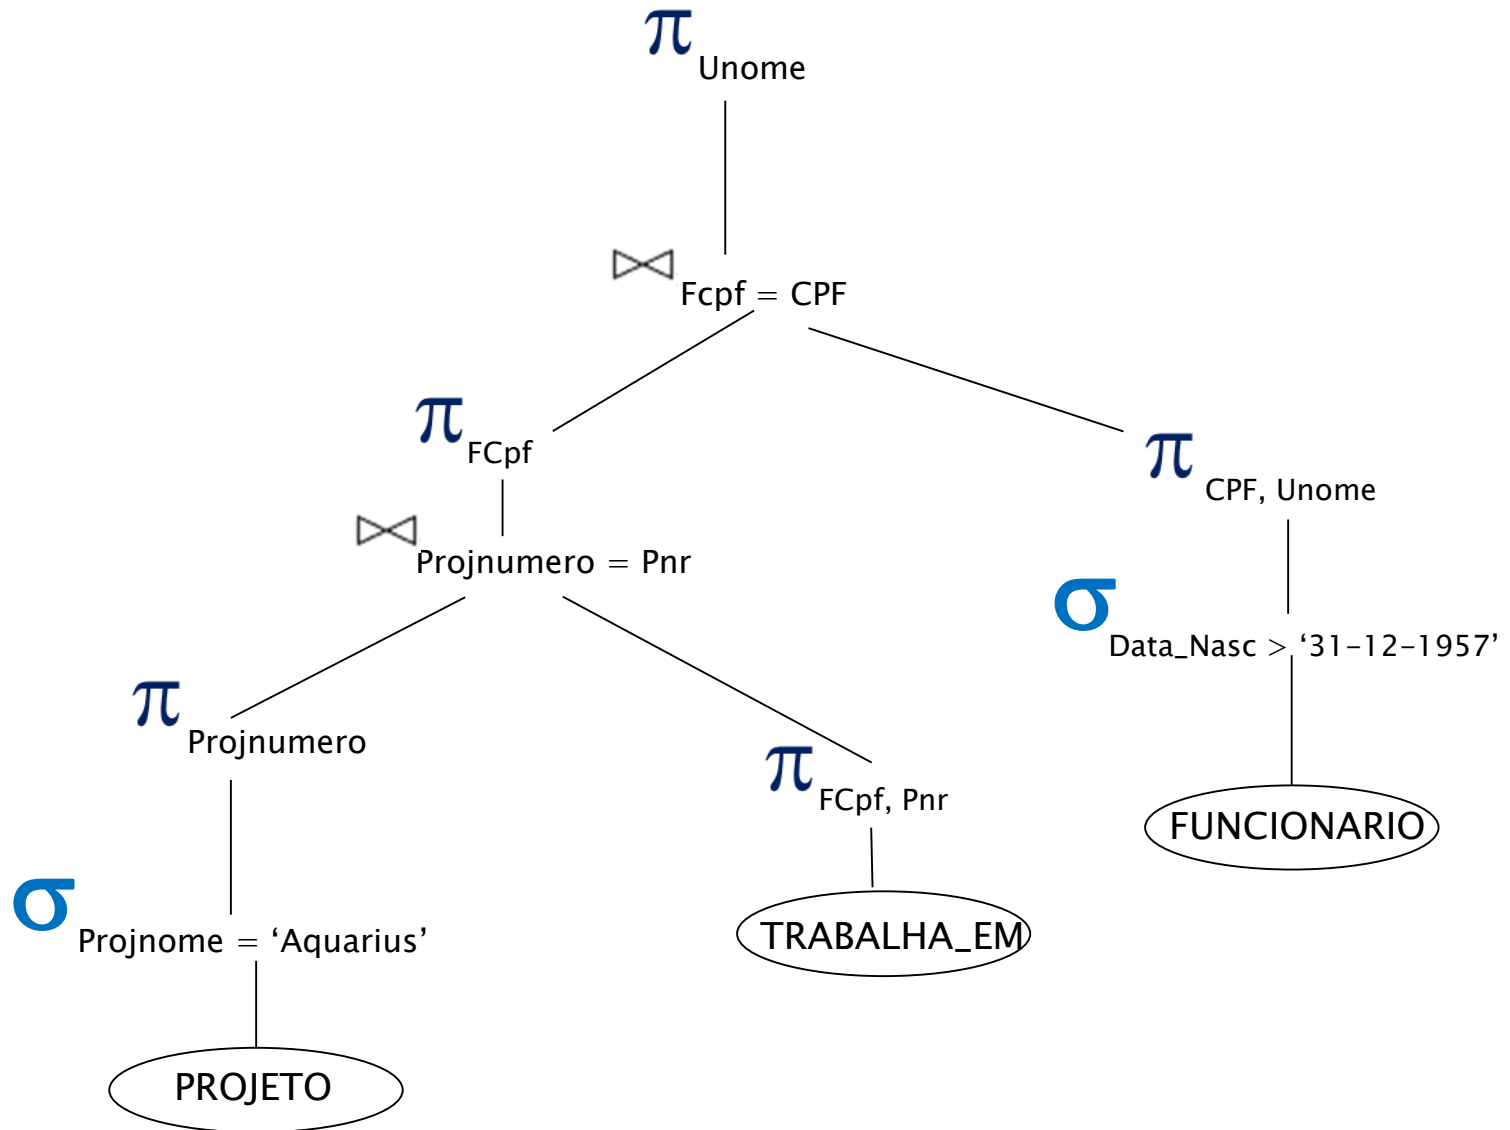 π Unome
⋈ Fcpf = CPF
π FCpf
π CPF, Unome
⋈ Projnumero = Pnr
σ Data_Nasc > ‘31-12-1957’
π Projnumero
π FCpf, Pnr
FUNCIONARIO
σ Projnome = ‘Aquarius’
TRABALHA_EM
PROJETO